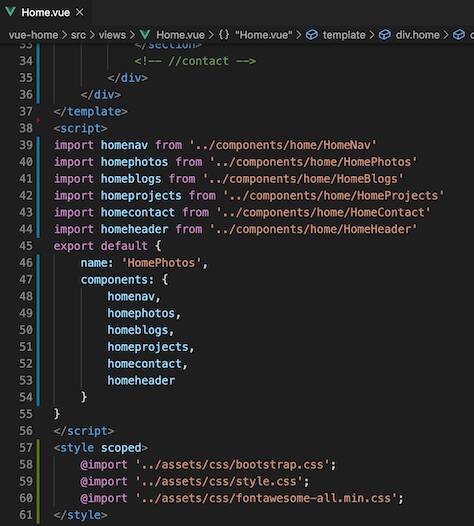 Home.vue ×
vue-home > src > views > Home.vue > {} "Home.vue" > template > div.home >
33 </section>
34 <!-- //contact -->
35 </div>
36 </div>
37 </template>
38 <script>
39 import homenav from '../components/home/HomeNav'
40 import homephotos from '../components/home/HomePhotos'
41 import homeblogs from '../components/home/HomeBlogs'
42 import homeprojects from '../components/home/HomeProjects'
43 import homecontact from '../components/home/HomeContact'
44 import homeheader from '../components/home/HomeHeader'
45 export default {
46 name: 'HomePhotos',
47 components: {
48 homenav,
49 homephotos,
50 homeblogs,
51 homeprojects,
52 homecontact,
53 homeheader
54 }
55 }
56 </script>
57 <style scoped>
58 @import '../assets/css/bootstrap.css';
59 @import '../assets/css/style.css';
60 @import '../assets/css/fontawesome-all.min.css';
61 </style>